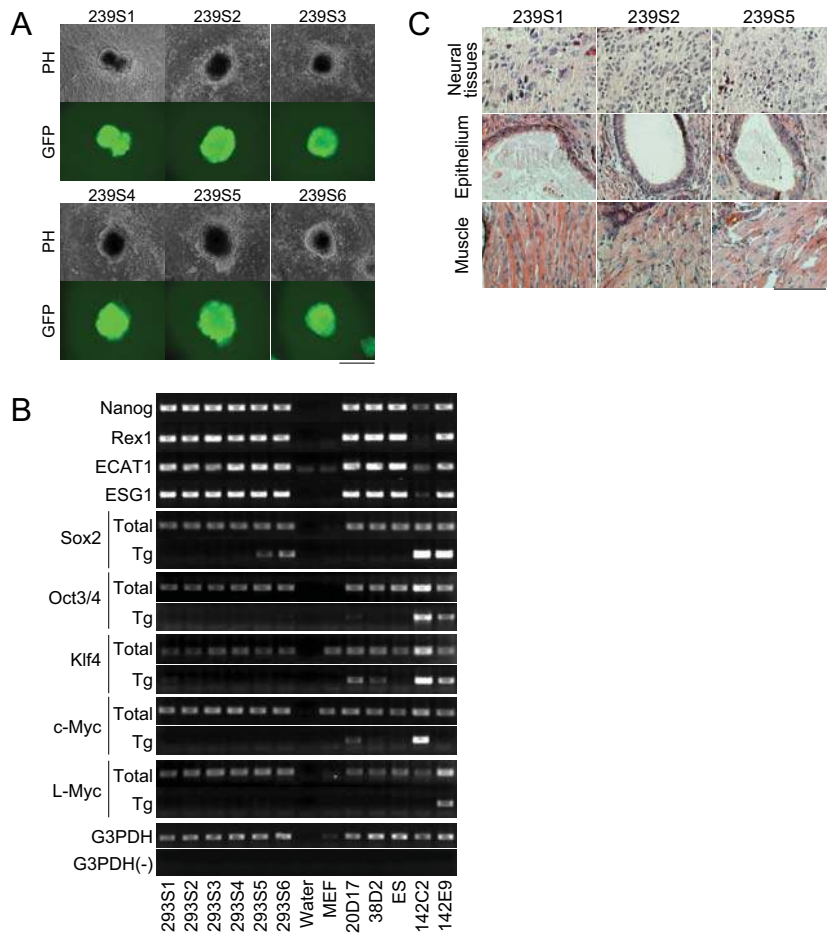 A
239S1 239S2 239S3
PH
GFP
239S4 239S5 239S6
PH
GFP
C
239S1 239S2 239S5
Neural
tissues
Epithelium
Muscle
B
Nanog
Rex1
ECAT1
ESG1
Sox2
Total
Tg
Oct3/4
Total
Tg
Klf4
Total
Tg
c-Myc
Total
Tg
L-Myc
Total
Tg
G3PDH
G3PDH(-)
293S1
293S2
293S3
293S4
293S5
293S6
Water
MEF
20D17
38D2
ES
142C2
142E9